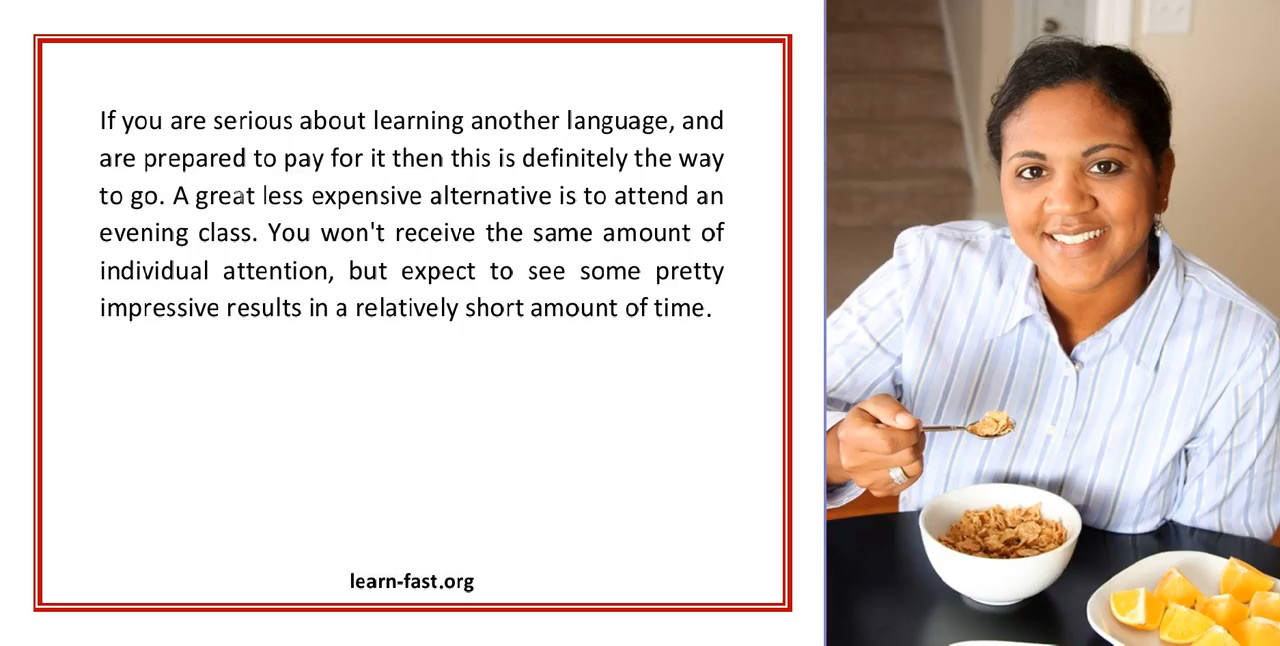 If you are serious about learning another language, and
are prepared to pay for it then this is definitely the way
to go. A great less expensive alternative is to attend an
evening class. You won't receive the same amount of
individual attention, but expect to see some pretty
impressive results in a relatively short amount of time.
learn-fast.org